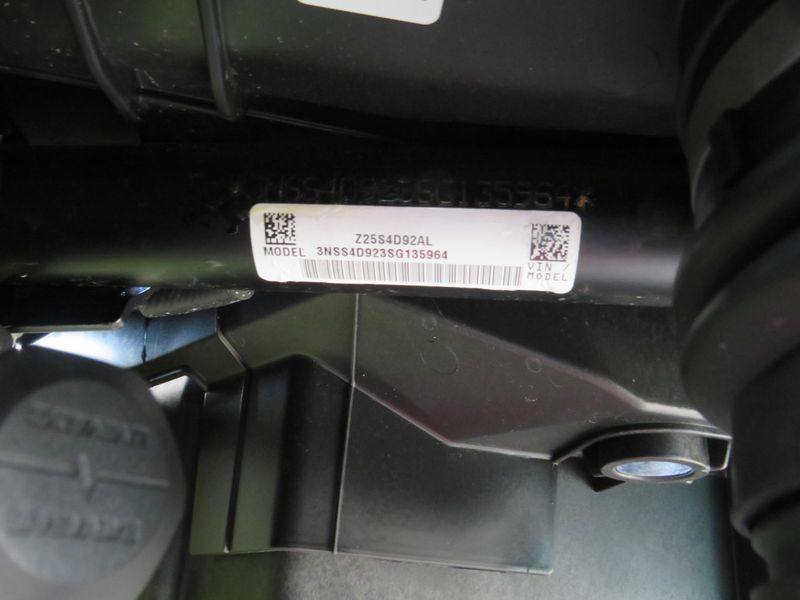 Z25S4D92AL
MODEL 3NSS4D923SG135964
VIN /
MODEL